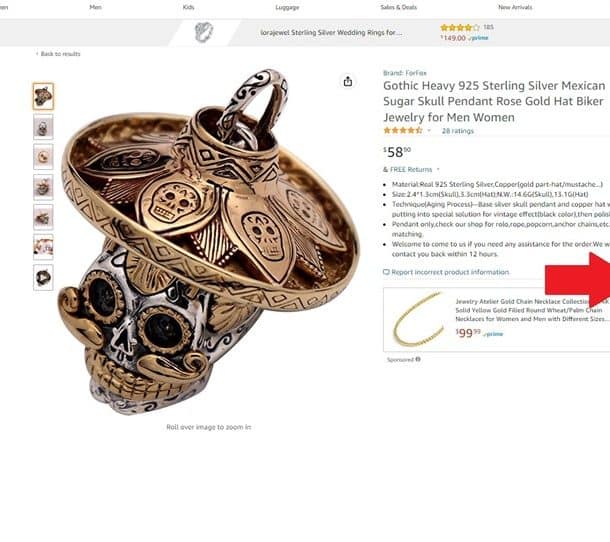 Men
Kids
Luggage
Sales & Deals
New Arrivals
lorajewel Sterling Silver Wedding Rings for...
185
$149.00 prime
‹ Back to results
Brand: ForFox
Gothic Heavy 925 Sterling Silver Mexican
Sugar Skull Pendant Rose Gold Hat Biker
Jewelry for Men Women
28 ratings
$5890
& FREE Returns
Material:Real 925 Sterling Silver,Copper(gold part-hat/mustache...)
Size:2.4*1.3cm(Skull),3.3cm(Hat);N.W.:14.6G(Skull),13.1G(Hat)
Technique(Aging Process)—Base silver skull pendant and copper hat w
putting into special solution for vintage effect(black color),then polis
Pendant only,check our shop for rolo,rope,popcorn,anchor chains,etc.
matching.
Welcome to come to us if you need any assistance for the order.We w
contact you back within 12 hours.
Report incorrect product information.
Jewelry Atelier Gold Chain Necklace Collection
Solid Yellow Gold Filled Round Wheat/Palm Chain
Necklaces for Women and Men with Different Sizes...
$9999 prime
Sponsored
Roll over image to zoom in